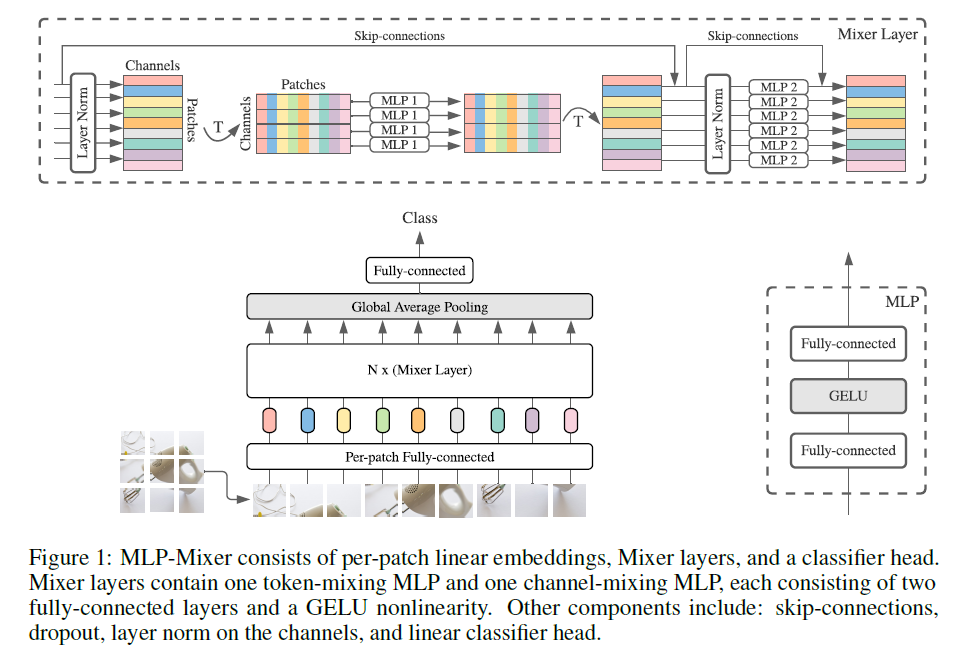 Skip-connections
Skip-connections
Mixer Layer
Channels
Layer Norm
Patches
T
Channels
Patches
MLP 1
MLP 1
MLP 1
MLP 1
T
Layer Norm
MLP 2
MLP 2
MLP 2
MLP 2
MLP 2
MLP 2
Class
Fully-connected
Global Average Pooling
N x (Mixer Layer)
Per-patch Fully-connected
MLP
Fully-connected
GELU
Fully-connected
Figure 1: MLP-Mixer consists of per-patch linear embeddings, Mixer layers, and a classifier head.
Mixer layers contain one token-mixing MLP and one channel-mixing MLP, each consisting of two
fully-connected layers and a GELU nonlinearity. Other components include: skip-connections,
dropout, layer norm on the channels, and linear classifier head.